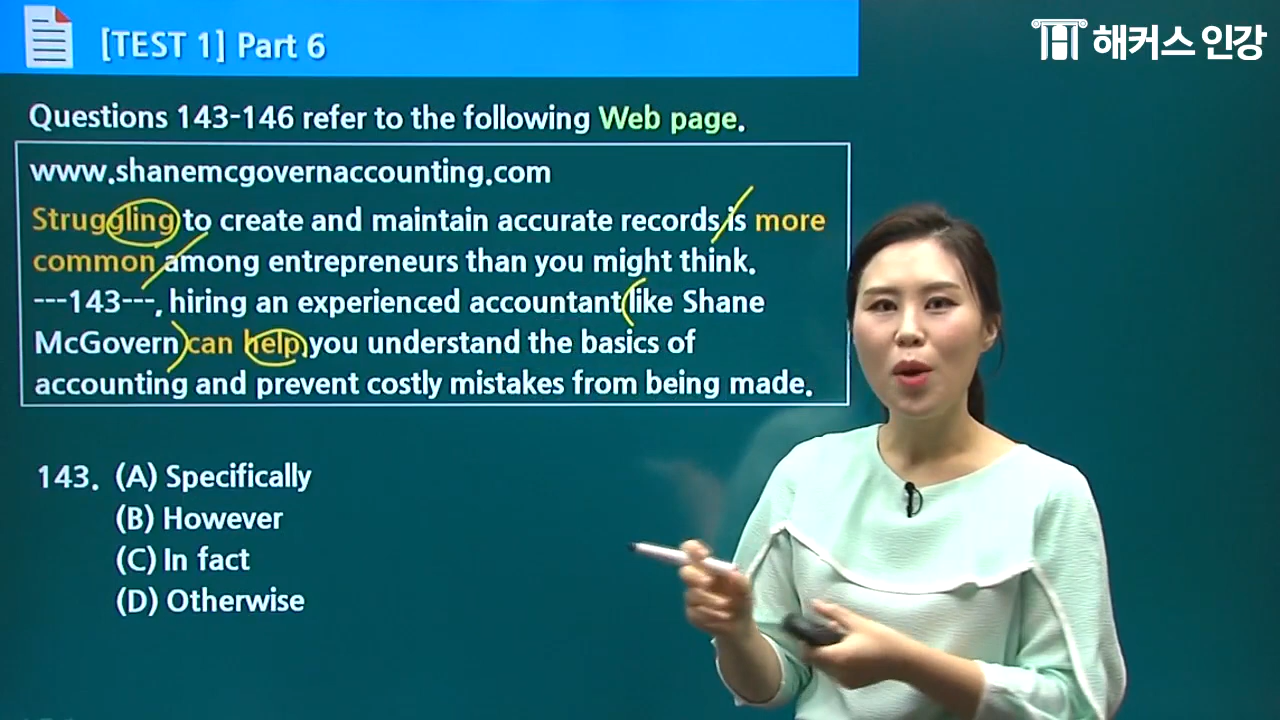 [TEST 1] Part 6
해커스 인강
Questions 143-146 refer to the following Web page.
www.shanemcgovernaccounting.com
Struggling to create and maintain accurate records is more
common among entrepreneurs than you might think.
---143---, hiring an experienced accountant like Shane
McGovern can help you understand the basics of
accounting and prevent costly mistakes from being made.
143. (A) Specifically
(B) However
(C) In fact
(D) Otherwise